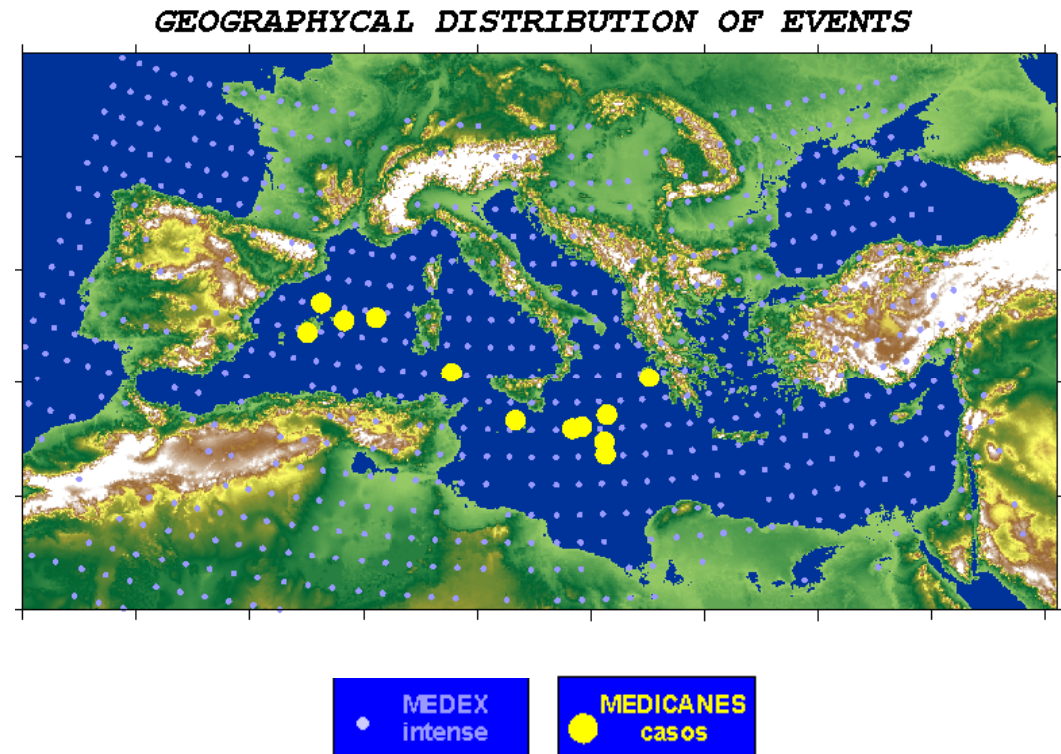 GEOGRAPHYCAL DISTRIBUTION OF EVENTS
MEDEX
intense
MEDICANES
casos